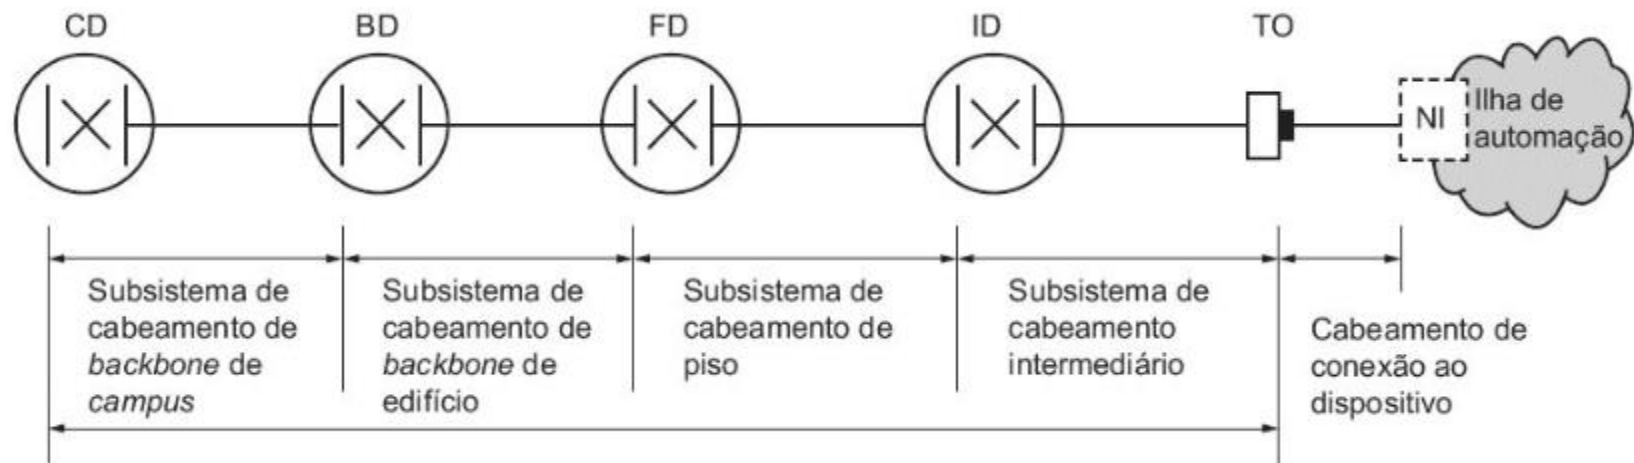 CD
BD
FD
ID
TO
NI
Ilha de
automação
Subsistema de
cabeamento de
backbone de
campus
Subsistema de
cabeamento de
backbone de
edifício
Subsistema de
cabeamento de
piso
Subsistema de
cabeamento
intermediário
Cabeamento de
conexão ao
dispositivo